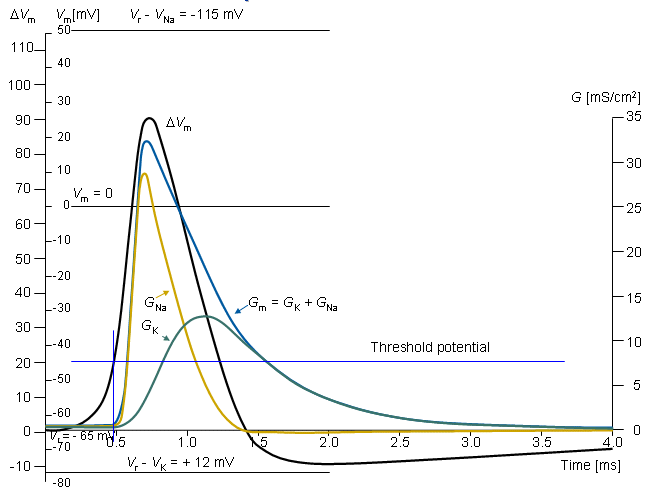 ΔVm Vm[mV] Vr - VNa = -115 mV
50
110 40
G [mS/cm²]
100 30
35
90 20
ΔVm
80 10
30
70 0
Vm = 0
25
60 -10
50 -20
20
40 -30
GNa
Gm = GK + GNa
15
30 -40
GK
Threshold potential
10
20 -50
5
10 -60
0 Vr = - 65 mV 0.5 1.0 1.5 2.0 2.5 3.0 3.5 4.0 0
-70
-10
Vr - VK = + 12 mV
Time [ms]
-80